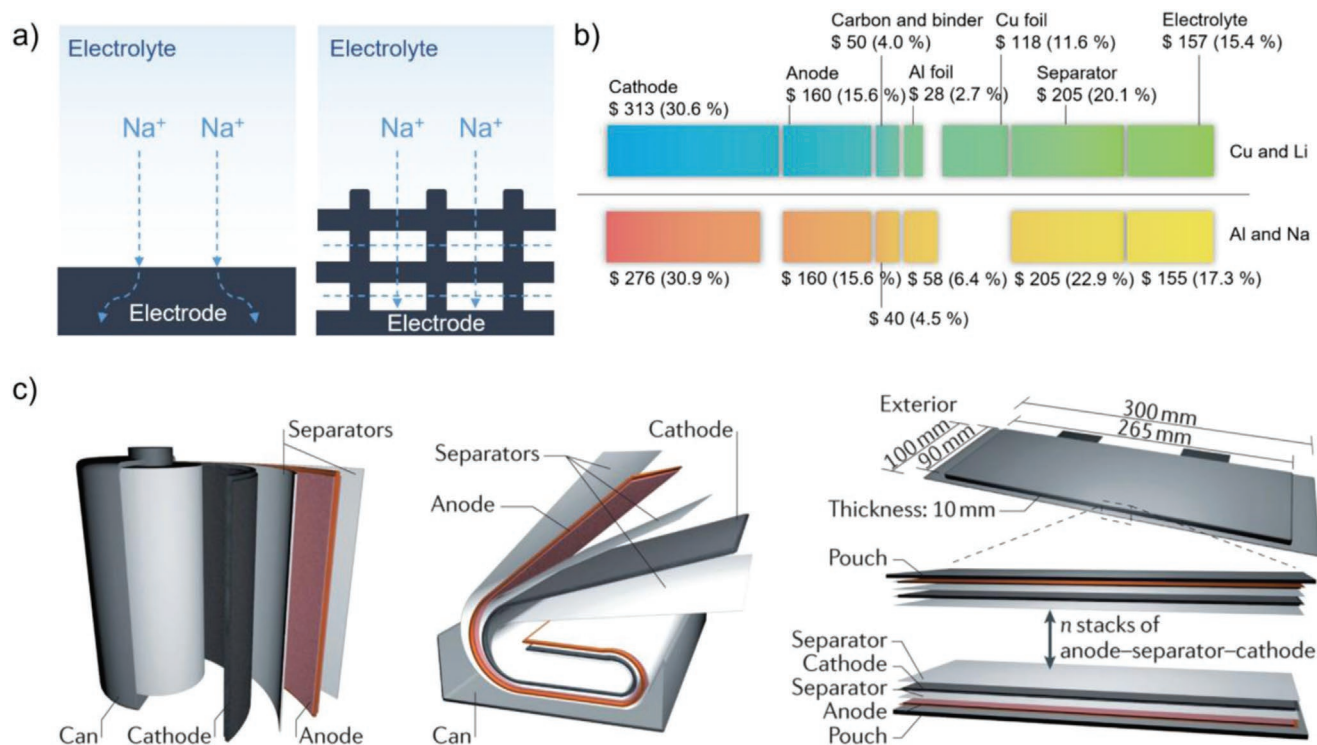 a)
Electrolyte
Na⁺ Na⁺
Electrode
Electrolyte
Na⁺ Na⁺
Electrode
b)
Cathode
$ 313 (30.6 %)
Anode
$ 160 (15.6 %)
Carbon and binder
$ 50 (4.0 %)
Al foil
$ 28 (2.7 %)
Cu foil
$ 118 (11.6 %)
Separator
$ 205 (20.1 %)
Electrolyte
$ 157 (15.4 %)
Cu and Li
Al and Na
$ 276 (30.9 %)
$ 160 (15.6 %)
$ 40 (4.5 %)
$ 58 (6.4 %)
$ 205 (22.9 %)
$ 155 (17.3 %)
c)
Separators
Can
Cathode
Anode
Cathode
Separators
Anode
Can
Exterior
300 mm
265 mm
100 mm
90 mm
Thickness: 10 mm
Pouch
n stacks of
anode–separator–cathode
Separator
Cathode
Separator
Anode
Pouch